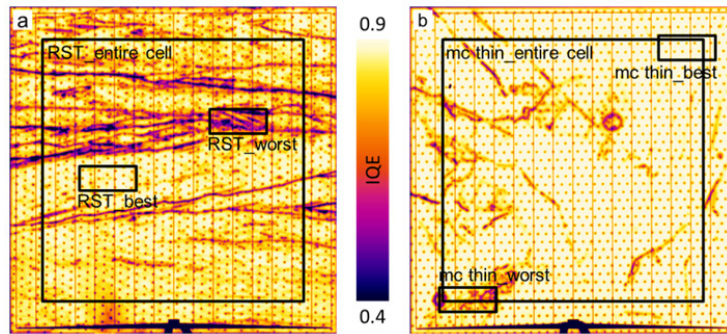 a
RST_entire cell
RST_worst
RST_best
0.9
IQE
0.4
b
mc thin_entire cell
mc thin_best
mc thin_worst